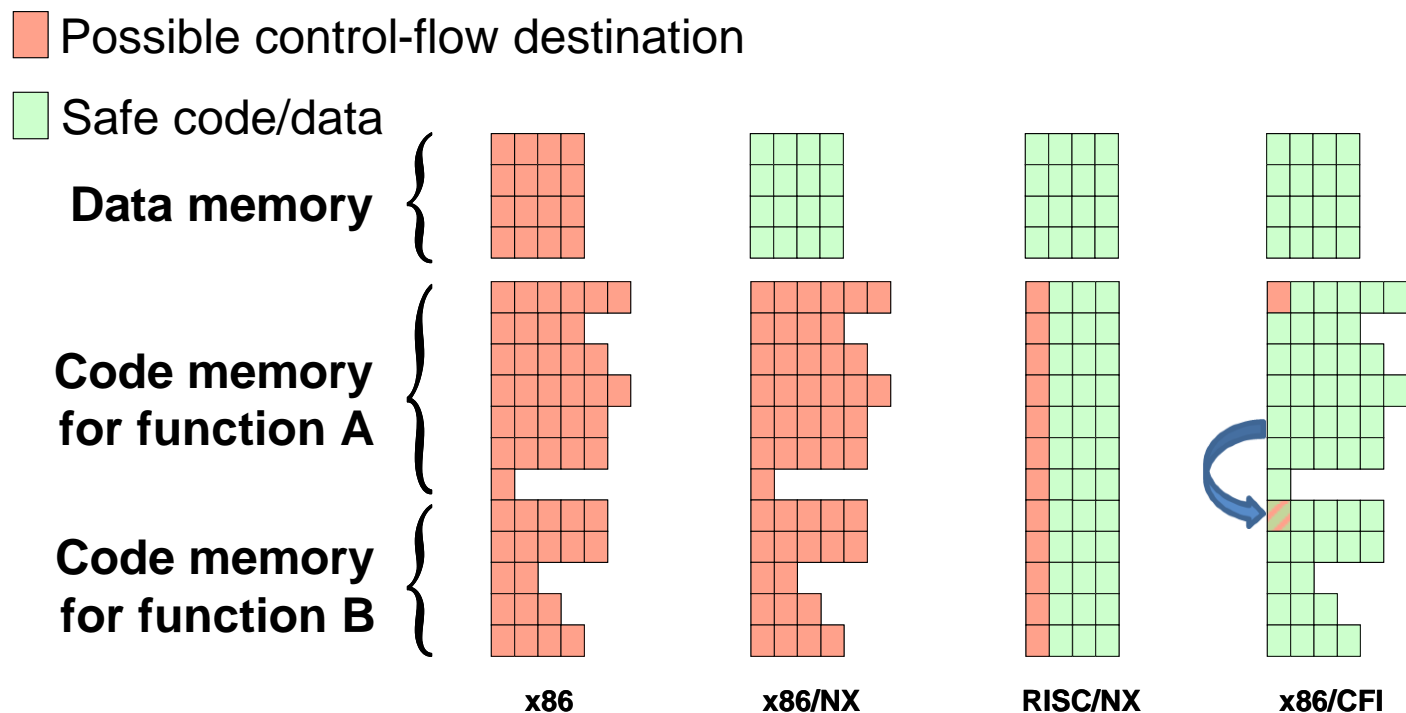 Possible control-flow destination
Safe code/data
Data memory
Code memory
for function A
Code memory
for function B
x86
x86/NX
RISC/NX
x86/CFI